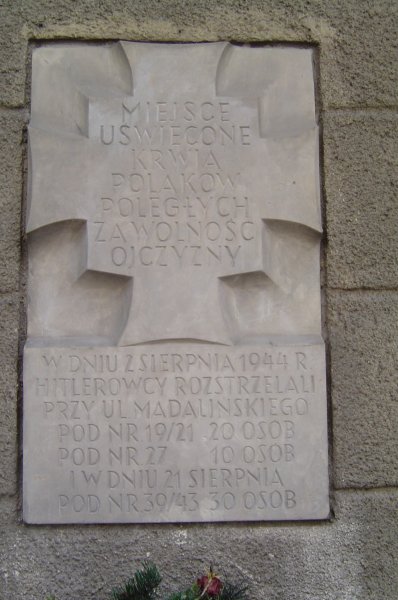 MIEJSCE
UŚWIĘCONE
KRWIĄ
POLAKÓW
POLEGŁYCH
ZA WOLNOŚĆ
OJCZYZNY
W DNIU 2 SIERPNIA 1944 R
HITLEROWCY ROZSTRZELALI
PRZY UL MADALIŃSKIEGO
POD NR 19/21 20 OSÓB
POD NR 27 10 OSÓB
I W DNIU 21 SIERPNIA
POD NR 39/43 30 OSÓB